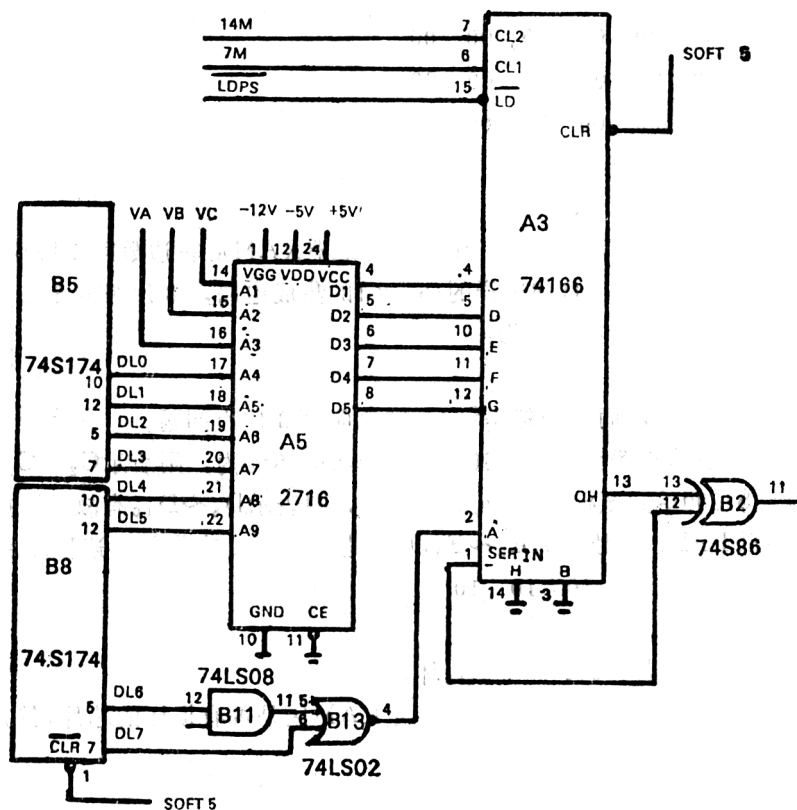 14M 7 CL2
7M 6 CL1
LDPS 15 LD
SOFT 5
CLR
A3
74166
VA VB VC -12V -5V +5V
1 12 24
VGG VDD VCC
B5
74S174
14 A1 D1 4 .4 C
15 A2 D2 5 5 D
16 A3 D3 6 10 E
10 DL0 17 A4 D4 7 11 F
12 DL1 18 A5 D5 8 .12 G
5 DL2 .19 A6
7 DL3 .20 A7
A5
2716
10 DL4 .21 A8
12 DL5 .22 A9
B8
74S174
QH 13 13 12 B2 11
74S86
2 A
1 SER IN
H B
14 3
GND CE
10 11
74LS08
5 DL6 12 B11 11 5 B13 4
CLR 7 DL7 6
74LS02
1
SOFT 5